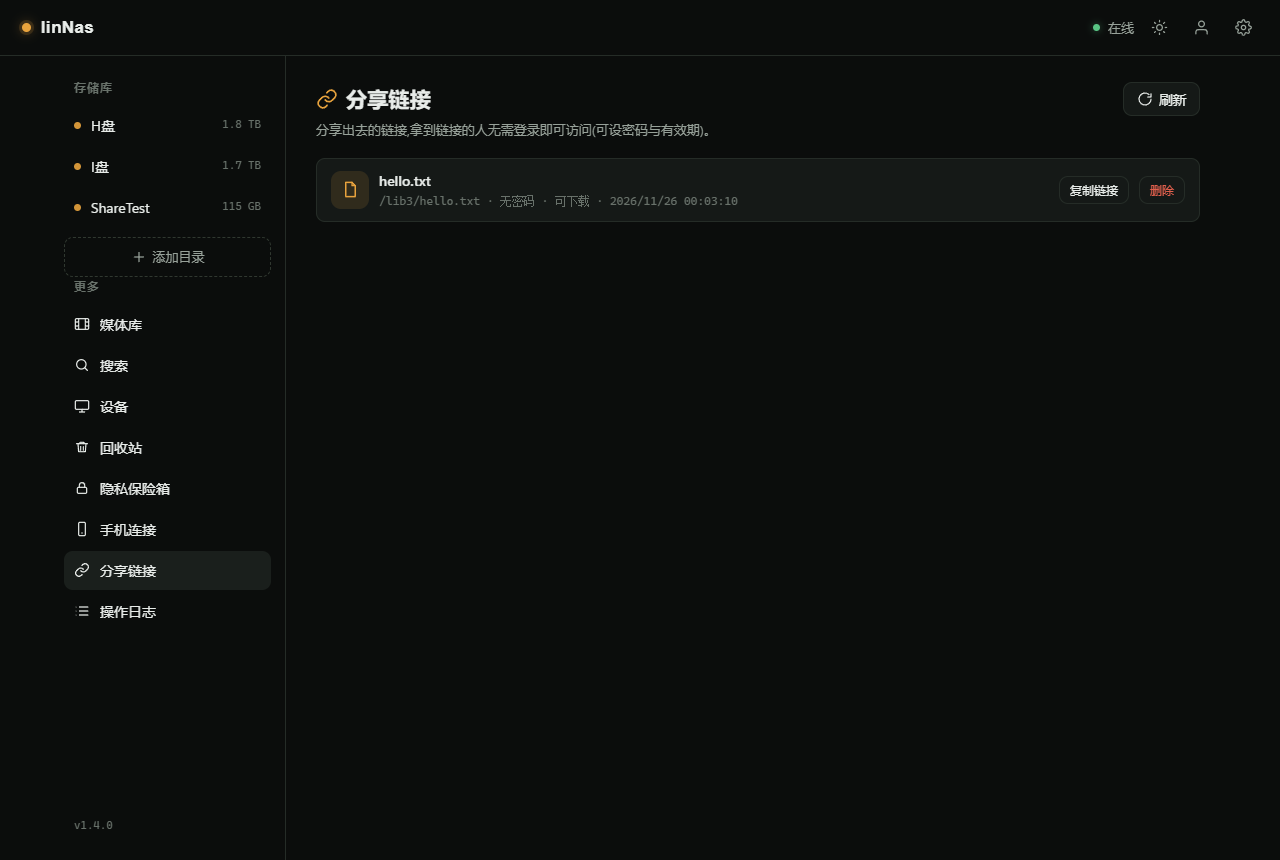 linNas
在线
存储库
H盘 1.8 TB
I盘 1.7 TB
ShareTest 115 GB
+ 添加目录
更多
媒体库
搜索
设备
回收站
隐私保险箱
手机连接
分享链接
操作日志
v1.4.0
分享链接
刷新
分享出去的链接,拿到链接的人无需登录即可访问(可设密码与有效期)。
hello.txt
/lib3/hello.txt · 无密码 · 可下载 · 2026/11/26 00:03:10
复制链接
删除